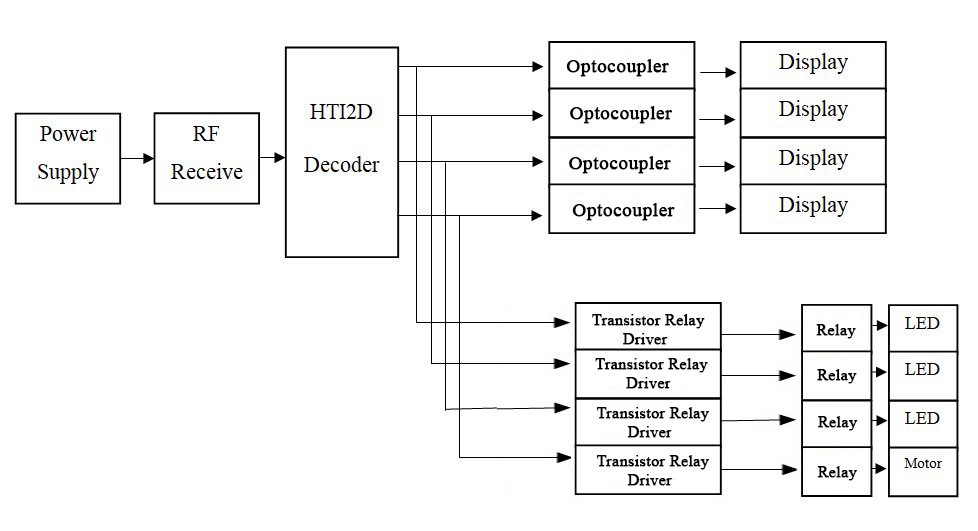 Power
Supply
RF
Receive
HTI2D
Decoder
Optocoupler
Display
Optocoupler
Display
Optocoupler
Display
Optocoupler
Display
Transistor Relay
Driver
Relay
LED
Transistor Relay
Driver
Relay
LED
Transistor Relay
Driver
Relay
LED
Transistor Relay
Driver
Relay
Motor